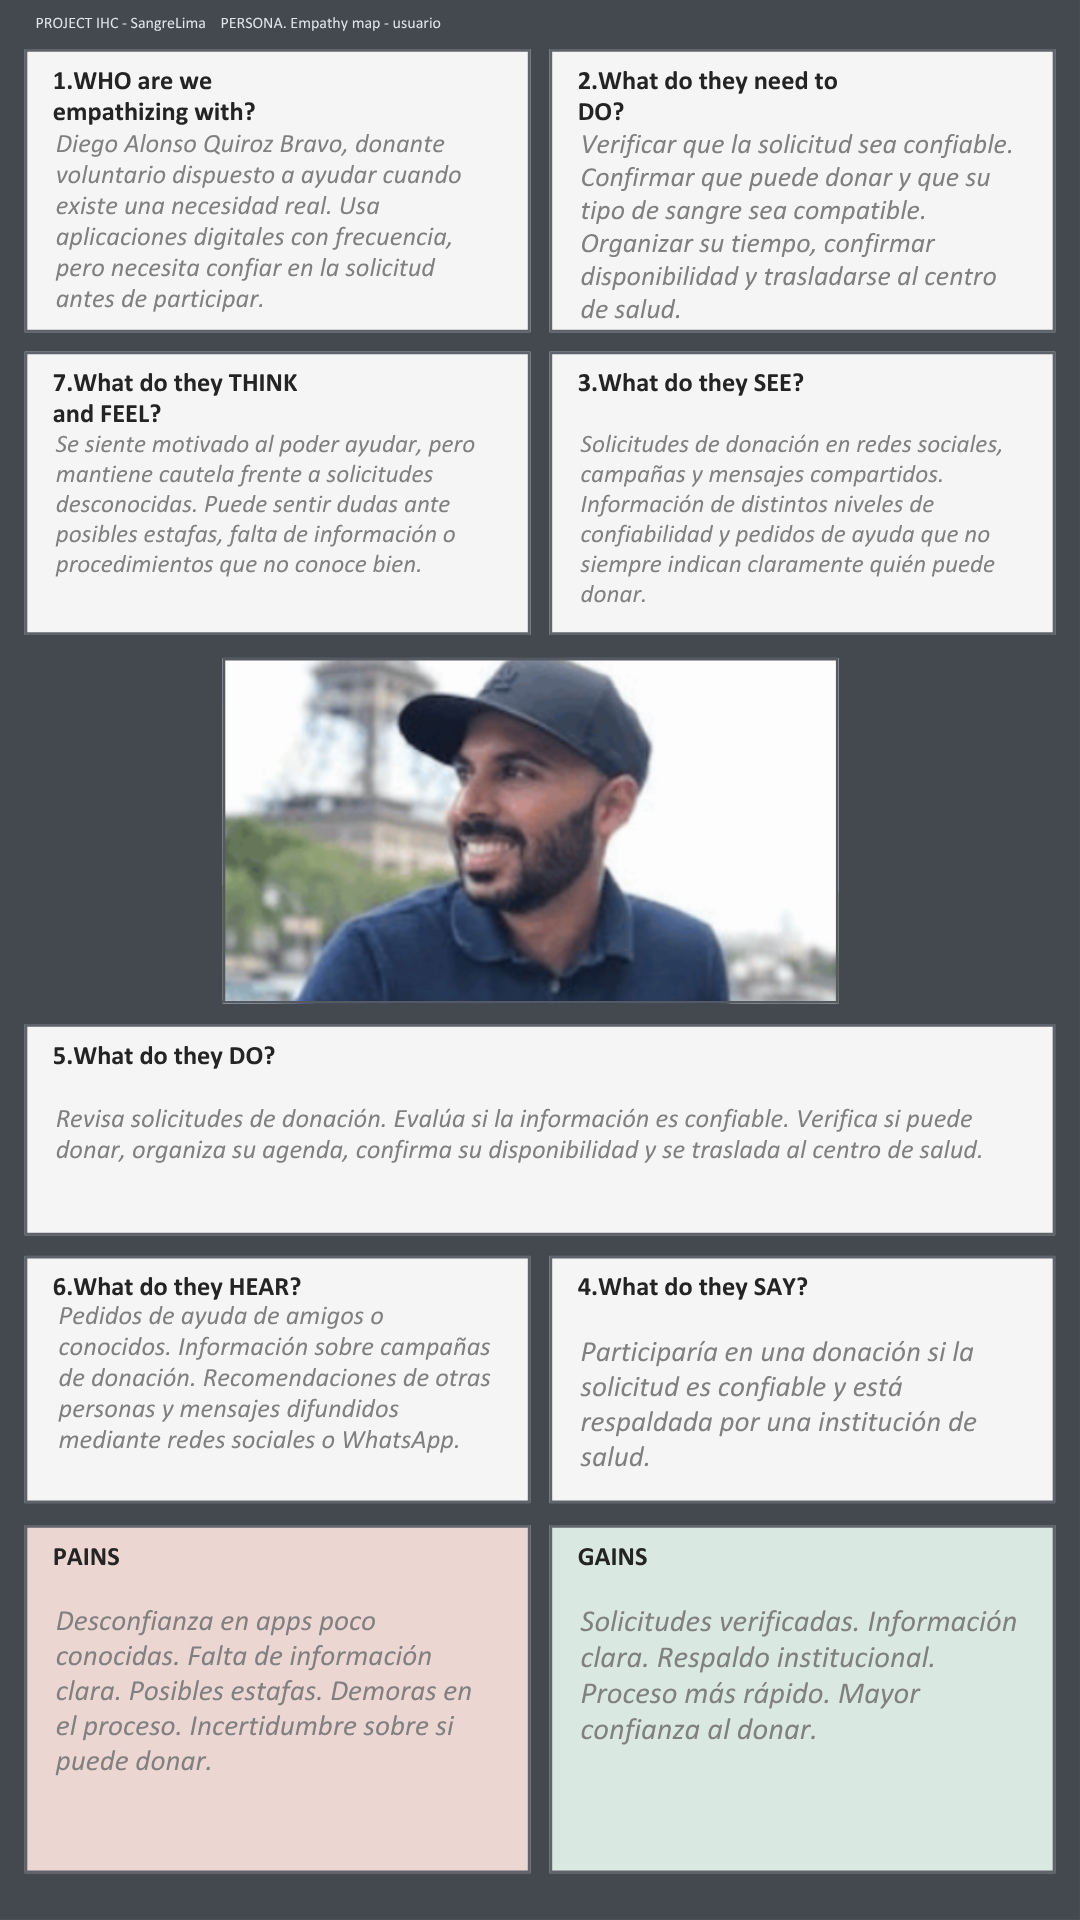 PROJECT IHC - SangreLima    PERSONA. Empathy map - usuario
1.WHO are we
empathizing with?
Diego Alonso Quiroz Bravo, donante
voluntario dispuesto a ayudar cuando
existe una necesidad real. Usa
aplicaciones digitales con frecuencia,
pero necesita confiar en la solicitud
antes de participar.
2.What do they need to
DO?
Verificar que la solicitud sea confiable.
Confirmar que puede donar y que su
tipo de sangre sea compatible.
Organizar su tiempo, confirmar
disponibilidad y trasladarse al centro
de salud.
7.What do they THINK
and FEEL?
Se siente motivado al poder ayudar, pero
mantiene cautela frente a solicitudes
desconocidas. Puede sentir dudas ante
posibles estafas, falta de información o
procedimientos que no conoce bien.
3.What do they SEE?
Solicitudes de donación en redes sociales,
campañas y mensajes compartidos.
Información de distintos niveles de
confiabilidad y pedidos de ayuda que no
siempre indican claramente quién puede
donar.
5.What do they DO?
Revisa solicitudes de donación. Evalúa si la información es confiable. Verifica si puede
donar, organiza su agenda, confirma su disponibilidad y se traslada al centro de salud.
6.What do they HEAR?
Pedidos de ayuda de amigos o
conocidos. Información sobre campañas
de donación. Recomendaciones de otras
personas y mensajes difundidos
mediante redes sociales o WhatsApp.
4.What do they SAY?
Participaría en una donación si la
solicitud es confiable y está
respaldada por una institución de
salud.
PAINS
Desconfianza en apps poco
conocidas. Falta de información
clara. Posibles estafas. Demoras en
el proceso. Incertidumbre sobre si
puede donar.
GAINS
Solicitudes verificadas. Información
clara. Respaldo institucional.
Proceso más rápido. Mayor
confianza al donar.